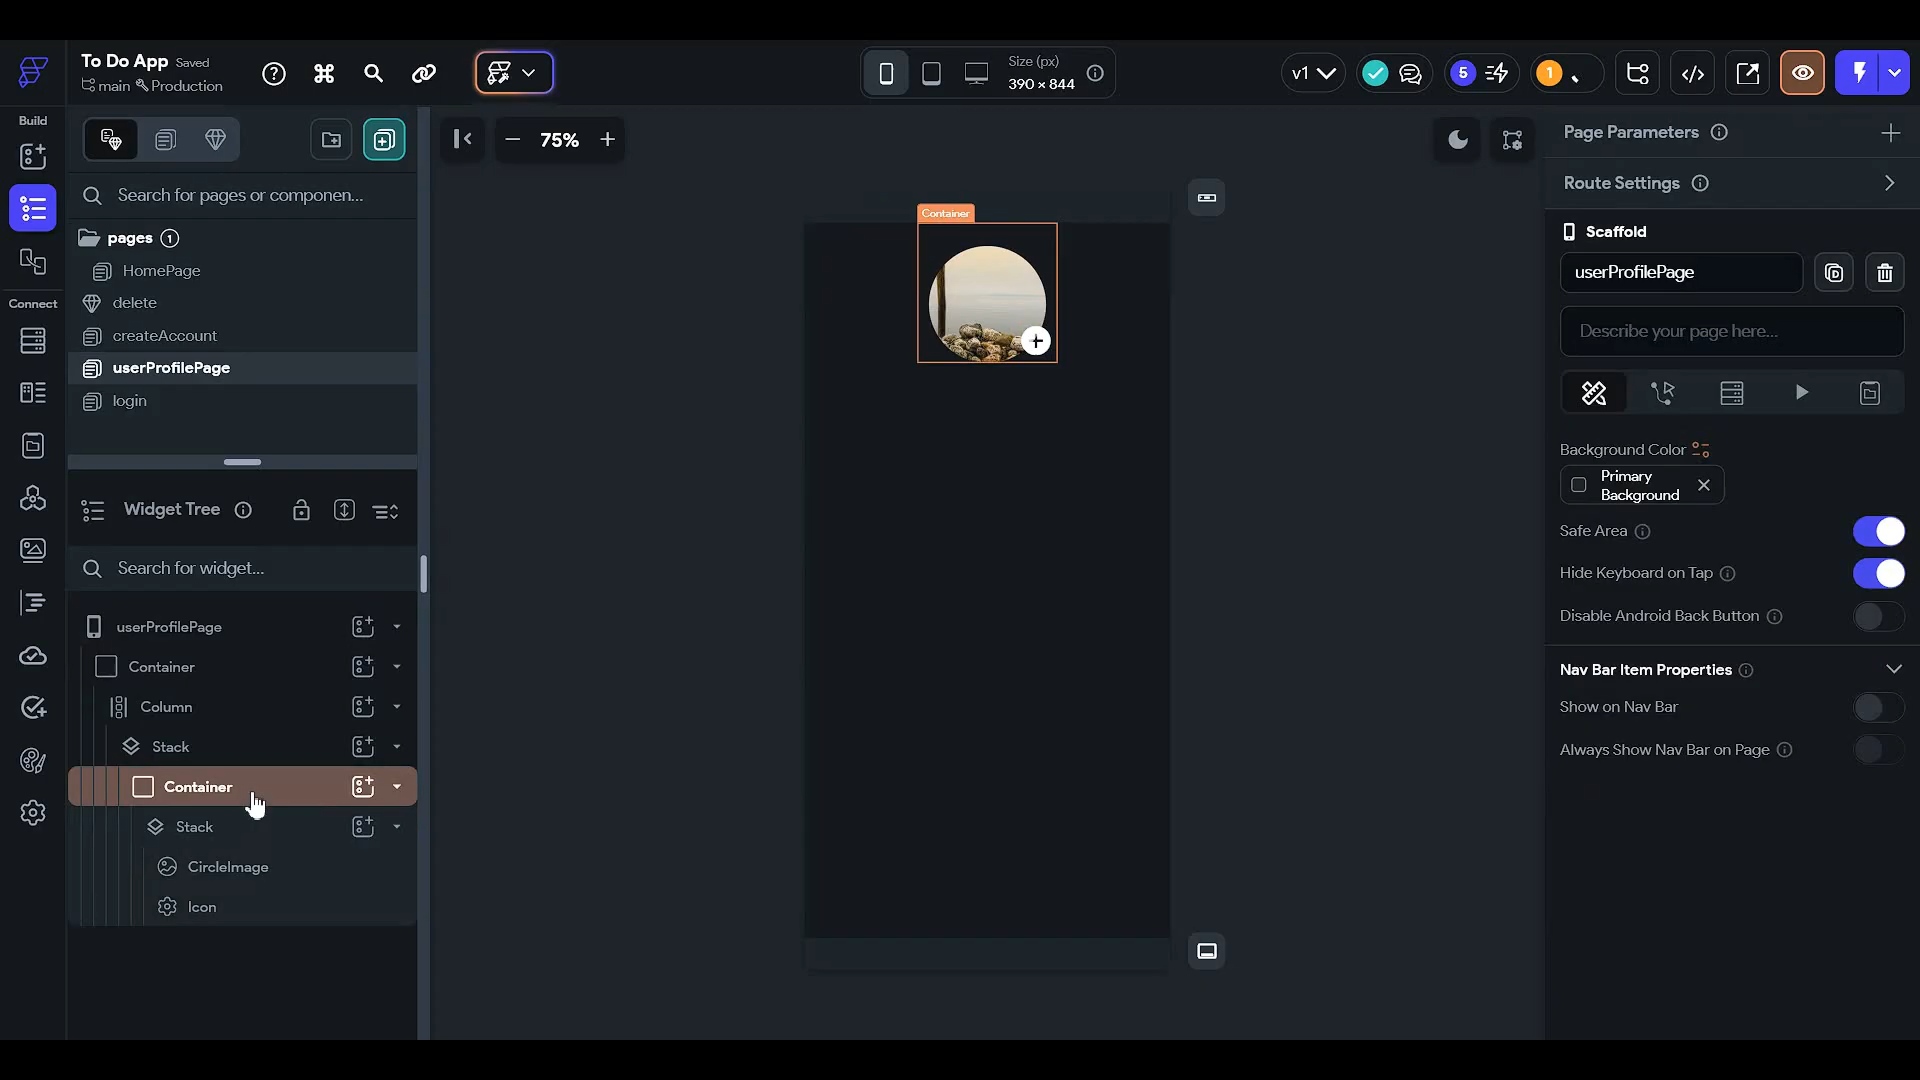 To Do App Saved
main Production
Size (px)
390 × 844
v1
5
1
Build
75%
Page Parameters
Search for pages or componen...
Route Settings
pages 1
Container
Scaffold
HomePage
userProfilePage
Connect
delete
createAccount
Describe your page here...
userProfilePage
login
Background Color
Primary
Background
Widget Tree
Safe Area
Search for widget...
Hide Keyboard on Tap
Disable Android Back Button
userProfilePage
Container
Nav Bar Item Properties
Column
Show on Nav Bar
Stack
Always Show Nav Bar on Page
Container
Stack
CircleImage
Icon